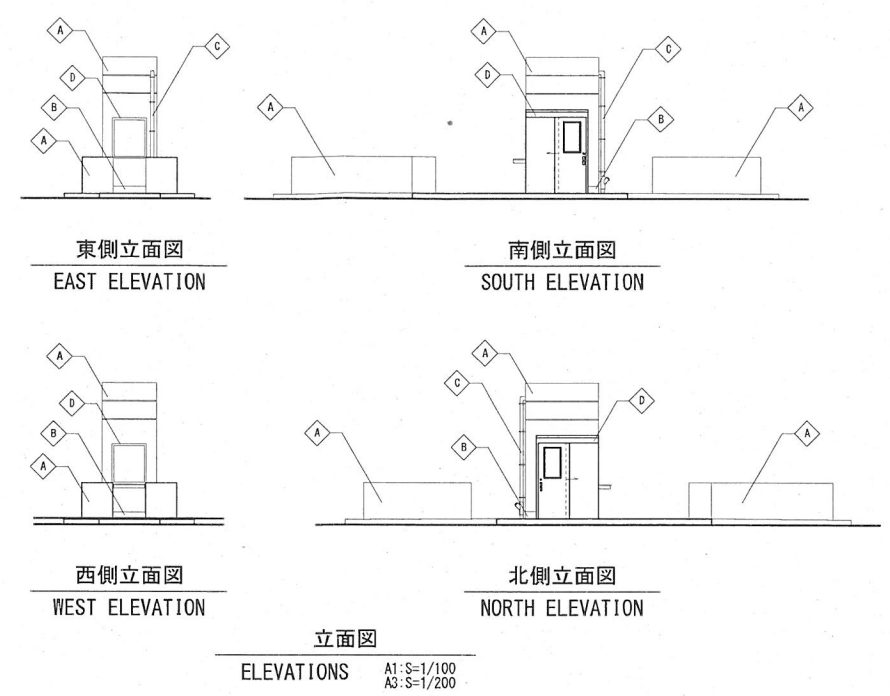 A
C
D
B
A
東側立面図
EAST ELEVATION
A
C
D
A
B
A
南側立面図
SOUTH ELEVATION
A
D
B
A
西側立面図
WEST ELEVATION
A
C
D
A
B
A
北側立面図
NORTH ELEVATION
立面図
ELEVATIONS
A1:S=1/100
A3:S=1/200